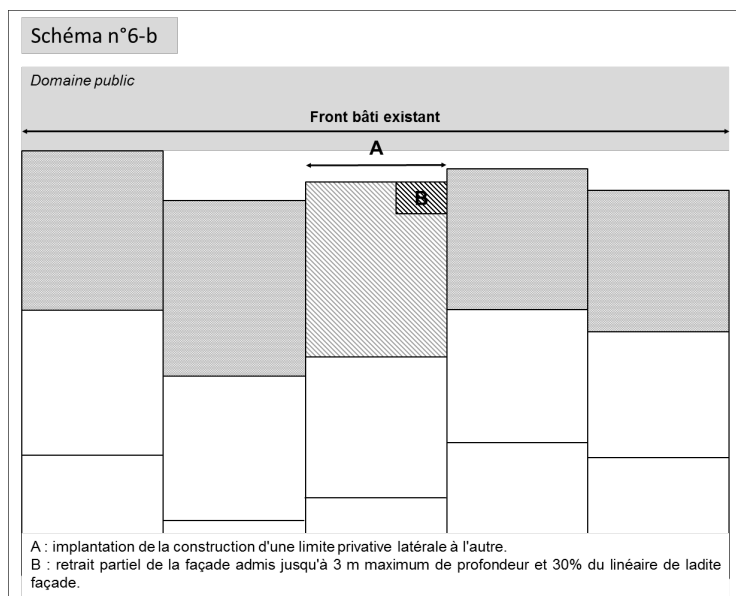 Schéma n°6-b
Domaine public
Front bâti existant
A
B
A : implantation de la construction d'une limite privative latérale à l'autre.
B : retrait partiel de la façade admis jusqu'à 3 m maximum de profondeur et 30% du linéaire de ladite
façade.